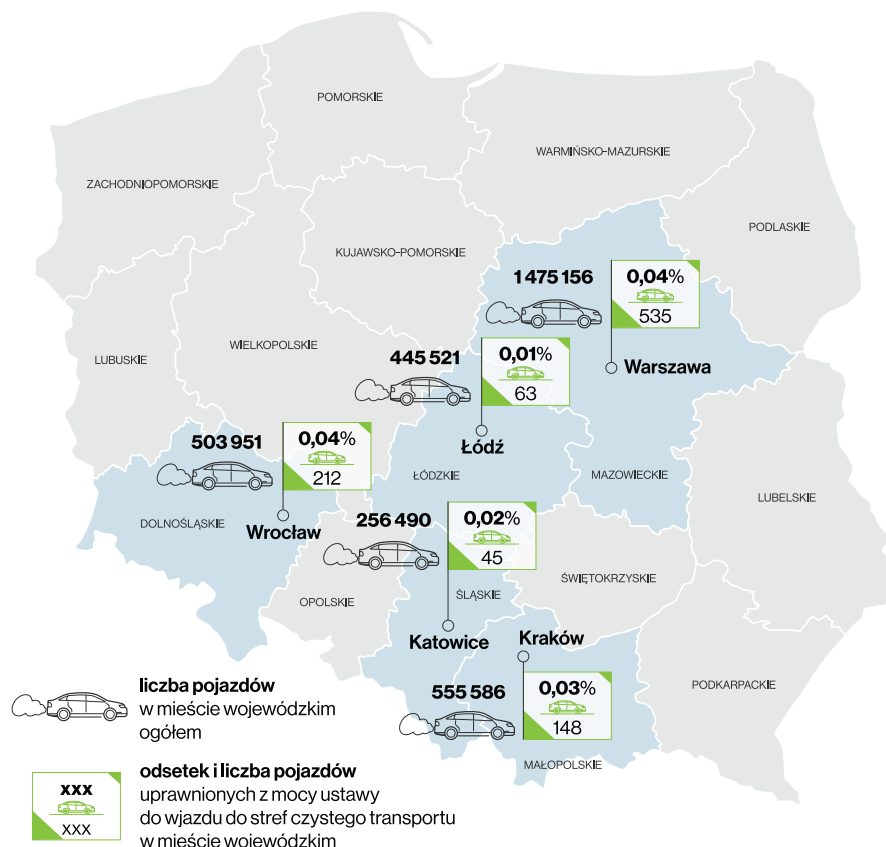 POMORSKIE
WARMIŃSKO-MAZURSKIE
ZACHODNIOPOMORSKIE
PODLASKIE
KUJAWSKO-POMORSKIE
1 475 156
0,04%
535
WIELKOPOLSKIE
LUBUSKIE
445 521
0,01%
63
Warszawa
503 951
0,04%
212
Łódź
ŁÓDZKIE
MAZOWIECKIE
LUBELSKIE
DOLNOŚLĄSKIE
Wrocław
256 490
0,02%
45
ŚWIĘTOKRZYSKIE
OPOLSKIE
ŚLĄSKIE
Katowice
Kraków
555 586
0,03%
148
PODKARPACKIE
MAŁOPOLSKIE
liczba pojazdów
w mieście wojewódzkim
ogółem
xxx
xxx
odsetek i liczba pojazdów
uprawnionych z mocy ustawy
do wjazdu do stref czystego transportu
w mieście wojewódzkim